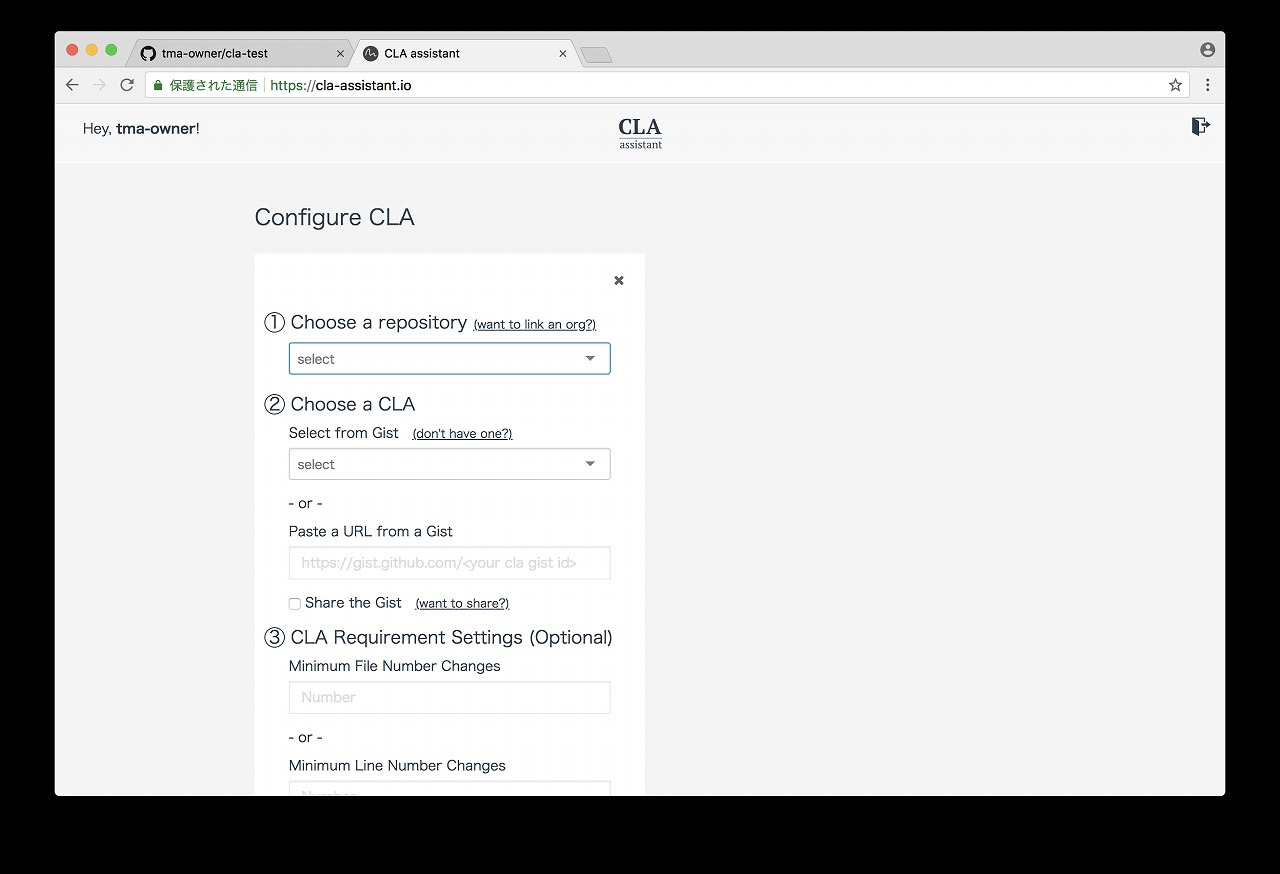 tma-owner/cla-test
CLA assistant
保護された通信 https://cla-assistant.io
Hey, tma-owner!
CLA
assistant
Configure CLA
① Choose a repository (want to link an org?)
select
② Choose a CLA
Select from Gist (don't have one?)
select
- or -
Paste a URL from a Gist
https://gist.github.com/<your cla gist id>
Share the Gist (want to share?)
③ CLA Requirement Settings (Optional)
Minimum File Number Changes
Number
- or -
Minimum Line Number Changes
Number